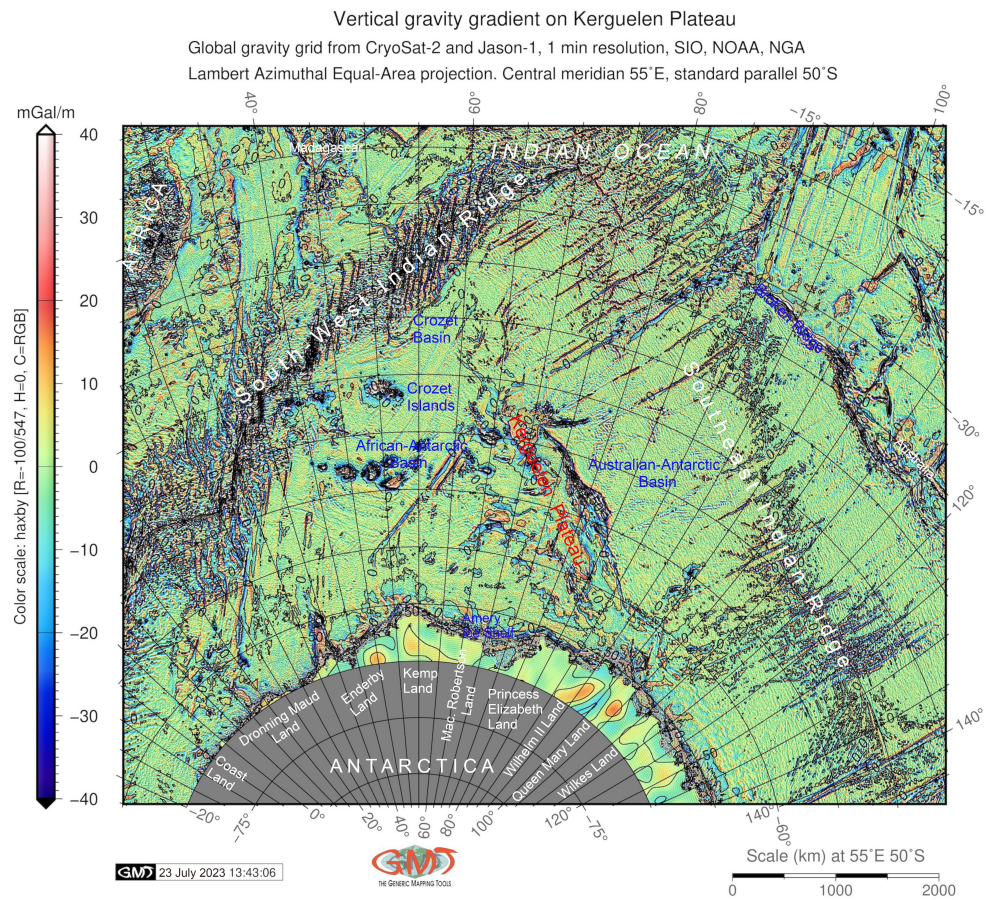 Vertical gravity gradient on Kerguelen Plateau
Global gravity grid from CryoSat-2 and Jason-1, 1 min resolution, SIO, NOAA, NGA
Lambert Azimuthal Equal-Area projection. Central meridian 55˚E, standard parallel 50˚S
mGal/m
40
30
20
10
0
−10
−20
−30
−40
Color scale: haxby [R=-100/547, H=0, C=RGB]
40°
60°
80°
−15°
100°
−15°
−30°
120°
140°
−20°
−75°
0°
20°
40°
60°
80°
100°
120°
−75°
140°
−60°
Madagascar
INDIAN OCEAN
AFRICA
South West Indian Ridge
Crozet
Basin
Crozet
Islands
African-Antarctic
Basin
Kerguelen Plateau
Australian-Antarctic
Basin
Southeast Indian Ridge
Amery
Ice Shelf
Coast
Land
Dronning Maud
Land
Enderby
Land
Kemp
Land
Mac. Robertson
Land
Princess
Elizabeth
Land
Wilhelm II Land
Queen Mary Land
Wilkes Land
ANTARCTICA
GMT 23 July 2023 13:43:06
GMT
THE GENERIC MAPPING TOOLS
Scale (km) at 55˚E 50˚S
0 1000 2000